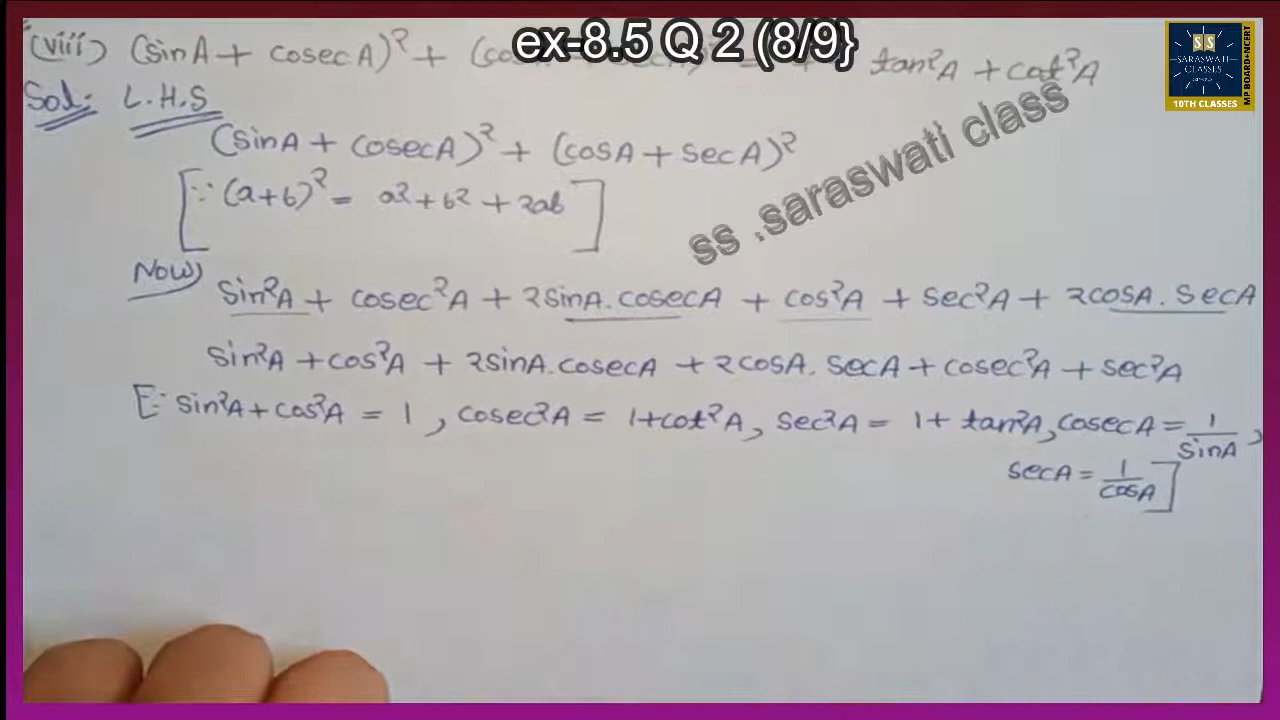 ex=8.5 Q 2 (8/9}
(viii) (sinA + cosecA)² + ( = tan²A + cot²A
SS
SARASWATI
CLASSES
10TH CLASSES
MP BOARD-NCERT
Sol:- L.H.S
(sinA + cosecA)² + (cosA + secA)²
ss .saraswati class
[∵ (a+b)² = a² + b² + 2ab]
Now,
sin²A + cosec²A + 2sinA.cosecA + cos²A + sec²A + 2cosA.secA
sin²A + cos²A + 2sinA.cosecA + 2cosA.secA + cosec²A + sec²A
[∵ sin²A + cos²A = 1, cosec²A = 1+cot²A, sec²A = 1+ tan²A, cosecA = 1/sinA,
secA = 1/cosA]